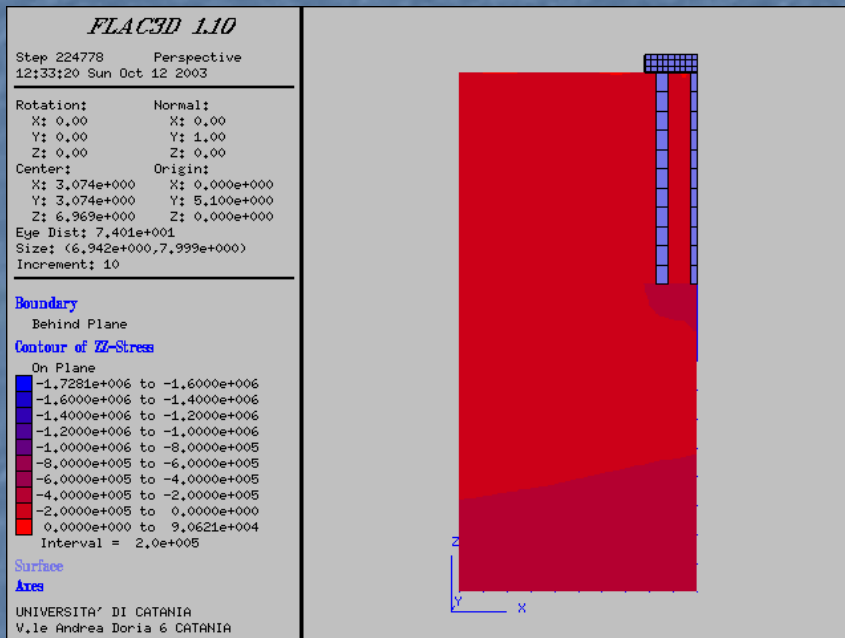 FLAC3D 1.10
Step 224778 Perspective
12:33:20 Sun Oct 12 2003
Rotation: Normal:
X: 0.00 X: 0.00
Y: 0.00 Y: 1.00
Z: 0.00 Z: 0.00
Center: Origin:
X: 3.074e+000 X: 0.000e+000
Y: 3.074e+000 Y: 5.100e+000
Z: 6.969e+000 Z: 0.000e+000
Eye Dist: 7.401e+001
Size: (6.942e+000,7.999e+000)
Increment: 10
Boundary
Behind Plane
Contour of ZZ-Stress
On Plane
-1.7281e+006 to -1.6000e+006
-1.6000e+006 to -1.4000e+006
-1.4000e+006 to -1.2000e+006
-1.2000e+006 to -1.0000e+006
-1.0000e+006 to -8.0000e+005
-8.0000e+005 to -6.0000e+005
-6.0000e+005 to -4.0000e+005
-4.0000e+005 to -2.0000e+005
-2.0000e+005 to 0.0000e+000
0.0000e+000 to 9.0621e+004
Interval = 2.0e+005
Surface
Axes
UNIVERSITA' DI CATANIA
V.le Andrea Doria 6 CATANIA
Z
Y
X